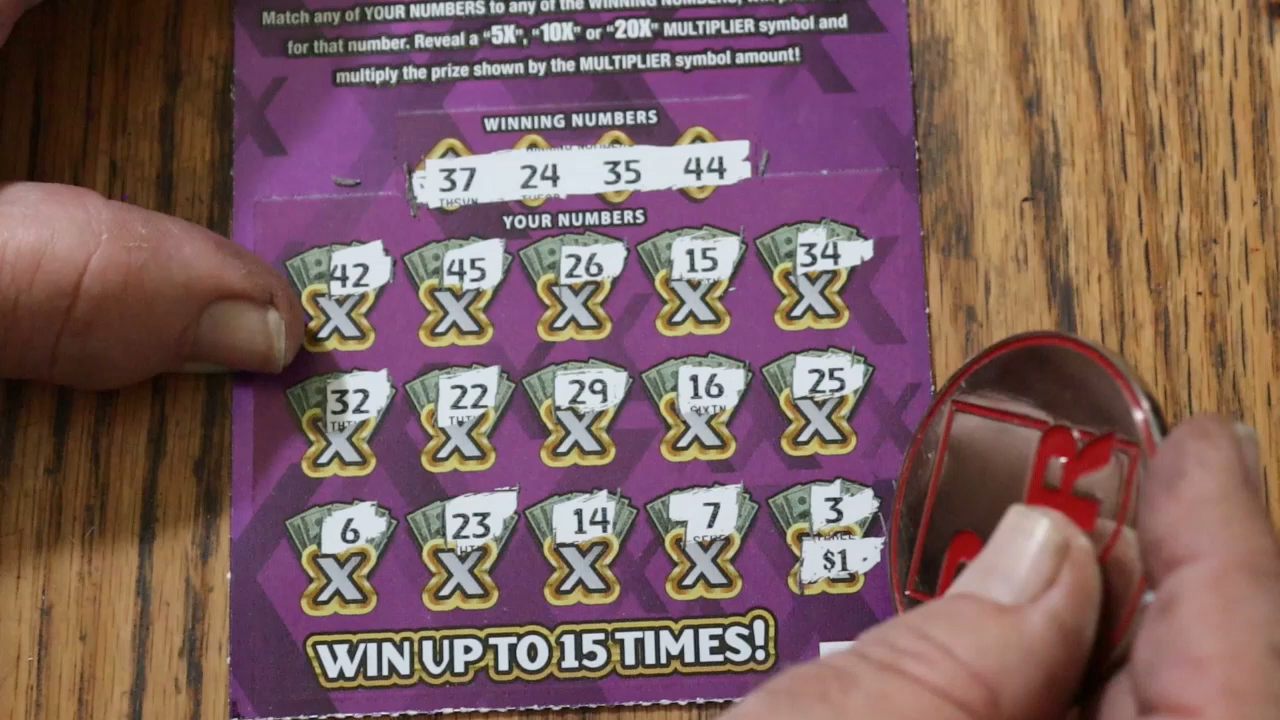 Match any of YOUR NUMBERS to any of the WINNING NUMBERS, win
for that number. Reveal a "5X", "10X" or "20X" MULTIPLIER symbol and
multiply the prize shown by the MULTIPLIER symbol amount!
WINNING NUMBERS
37 24 35 44
YOUR NUMBERS
42 45 26 15 34
X X X X X
32 22 29 16 25
SIXTN
X X X X X
6 23 14 7 3
X X X X $1
WIN UP TO 15 TIMES!
R